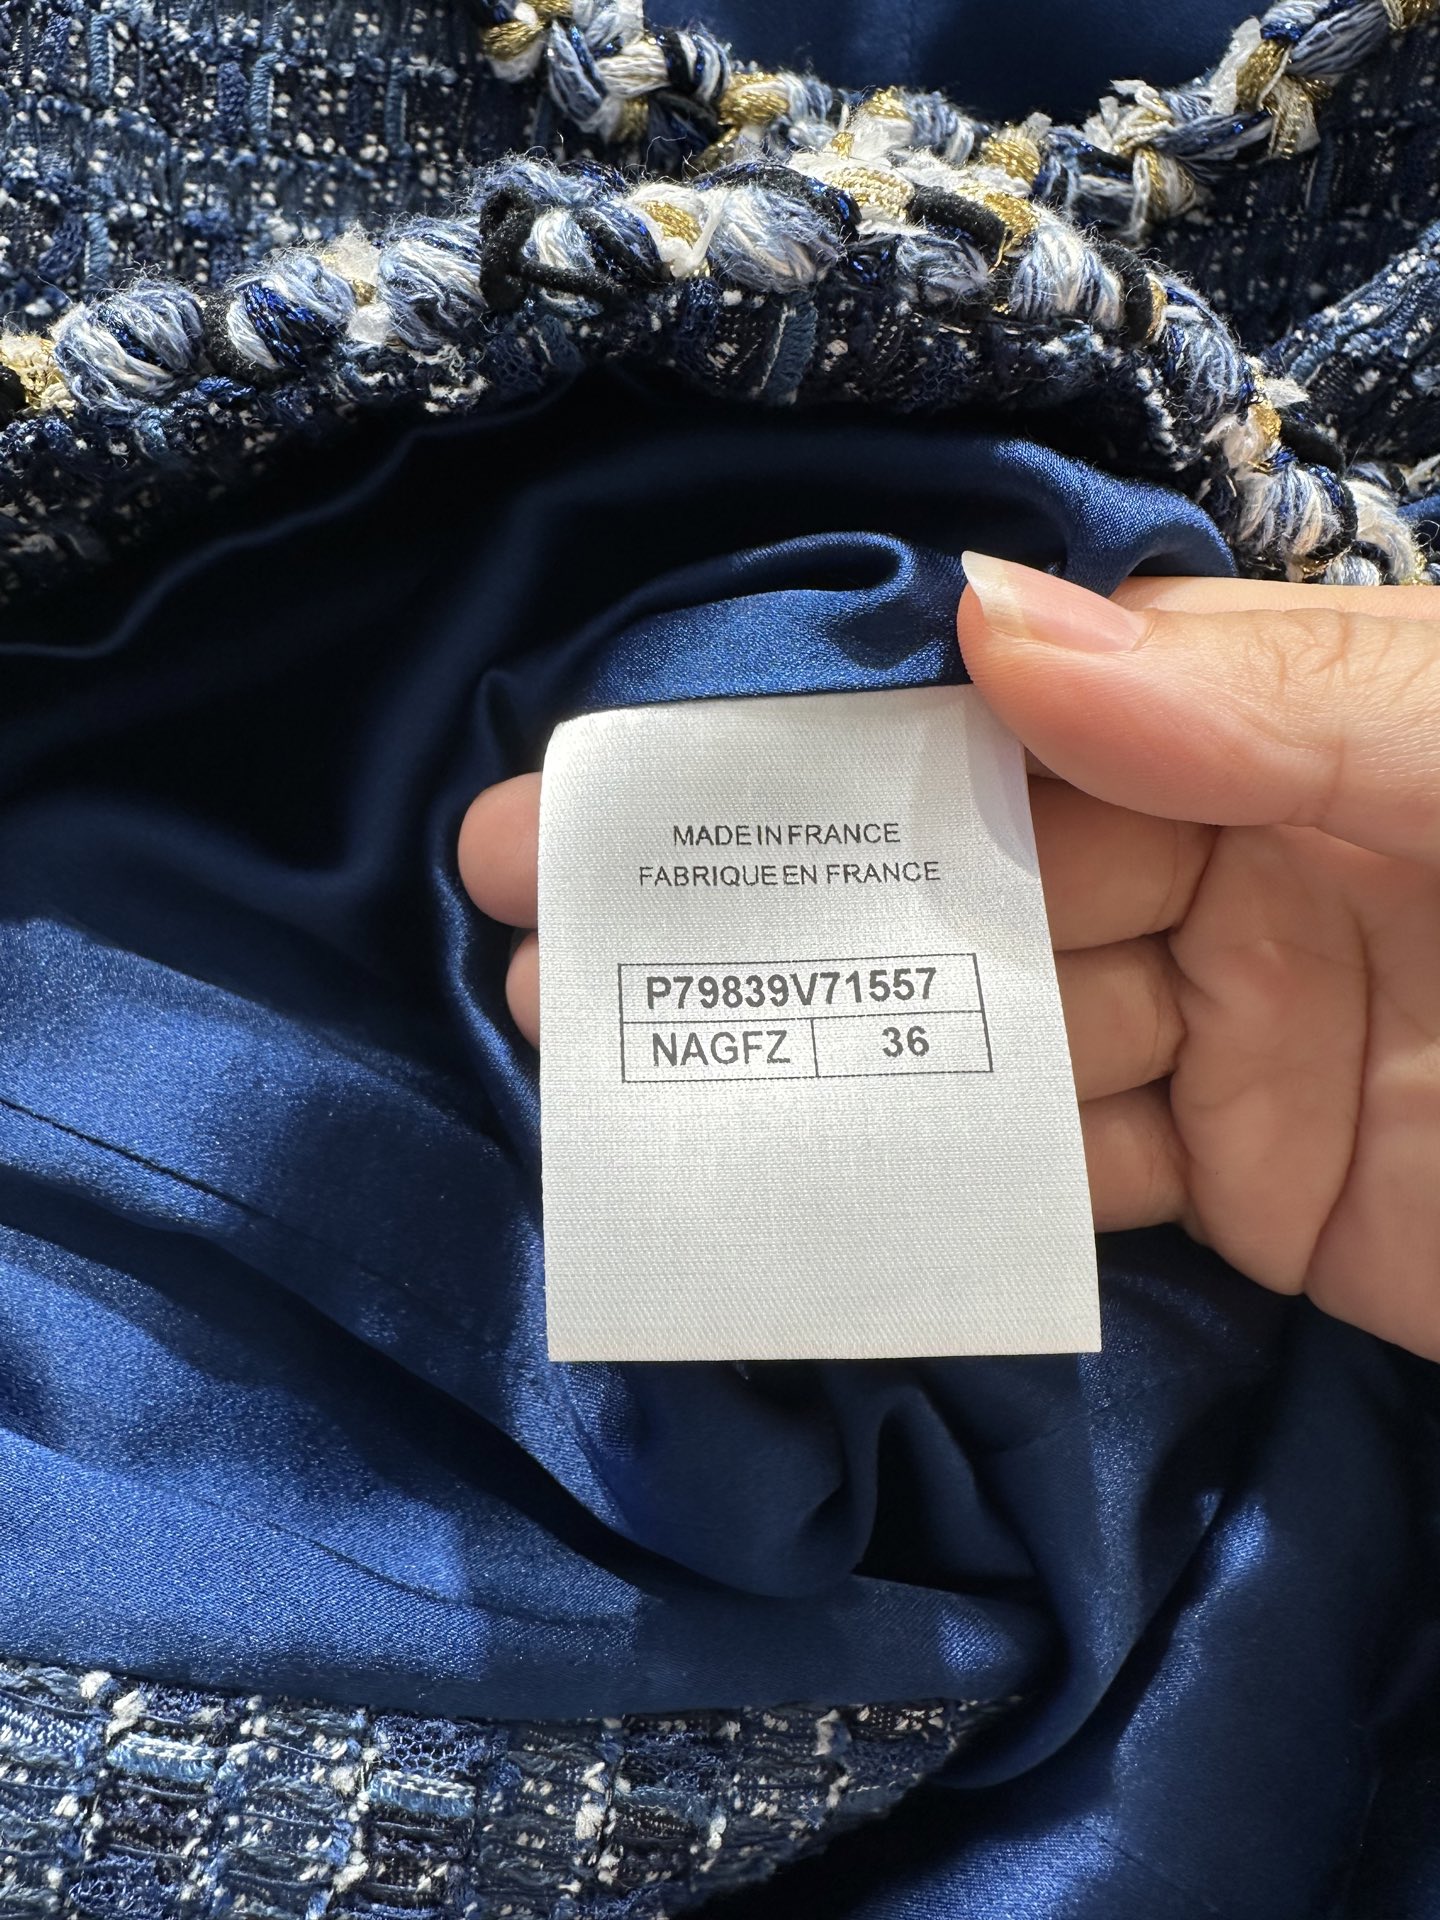 MADE IN FRANCE
FABRIQUE EN FRANCE
P79839V71557
NAGFZ 36